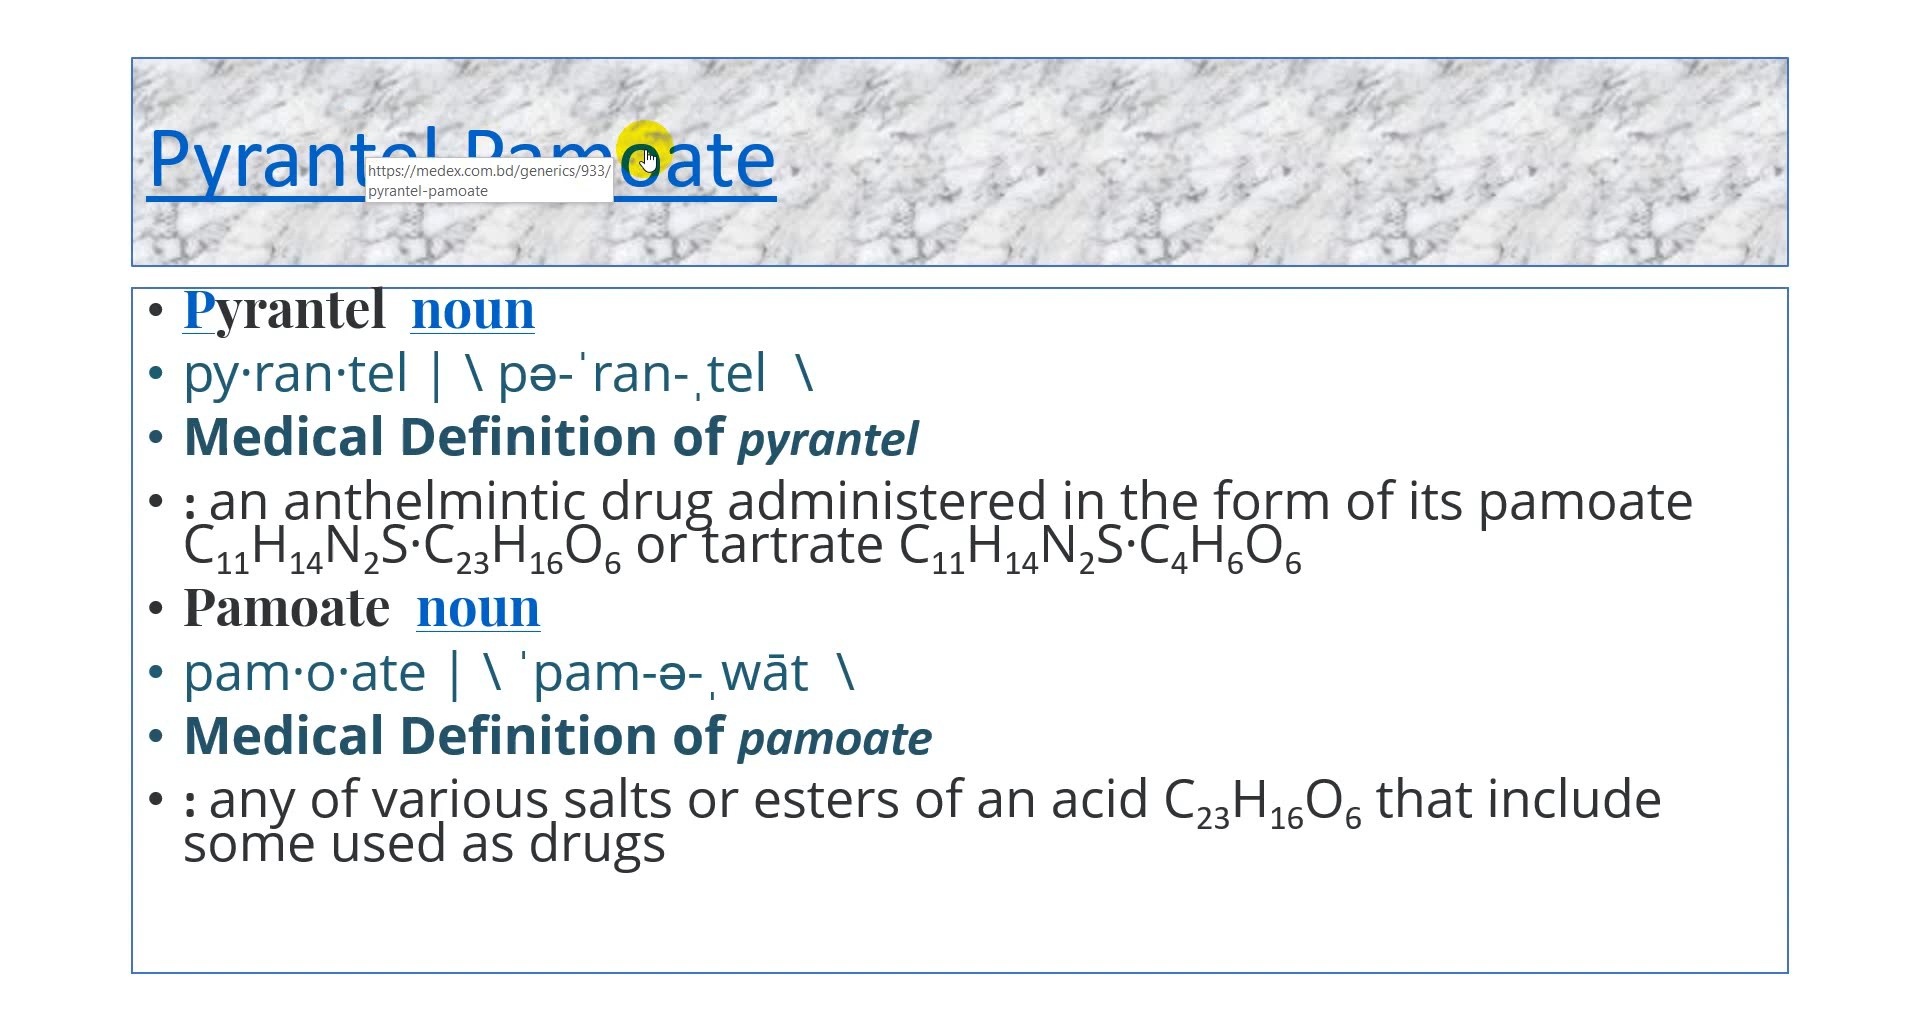 Pyrantel Pamoate
https://medex.com.bd/generics/933/
pyrantel-pamoate
• Pyrantel noun
• py·ran·tel | \ pə-ˈran-ˌtel \
• Medical Definition of pyrantel
• : an anthelmintic drug administered in the form of its pamoate
C₁₁H₁₄N₂S·C₂₃H₁₆O₆ or tartrate C₁₁H₁₄N₂S·C₄H₆O₆
• Pamoate noun
• pam·o·ate | \ ˈpam-ə-ˌwāt \
• Medical Definition of pamoate
• : any of various salts or esters of an acid C₂₃H₁₆O₆ that include
some used as drugs